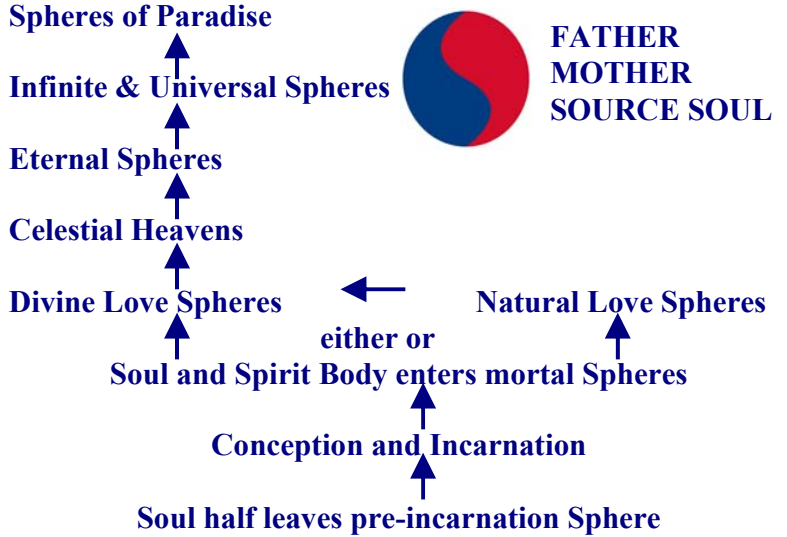 Spheres of Paradise
FATHER
MOTHER
SOURCE SOUL
Infinite & Universal Spheres
Eternal Spheres
Celestial Heavens
Divine Love Spheres
Natural Love Spheres
either or
Soul and Spirit Body enters mortal Spheres
Conception and Incarnation
Soul half leaves pre-incarnation Sphere